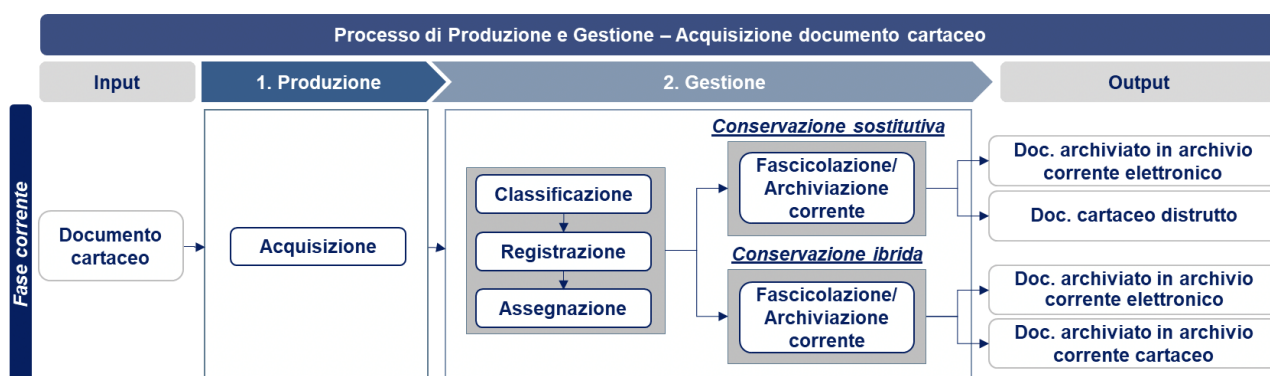 Processo di Produzione e Gestione – Acquisizione documento cartaceo
Input
1. Produzione
2. Gestione
Output
Fase corrente
Documento
cartaceo
Acquisizione
Classificazione
Registrazione
Assegnazione
Conservazione sostitutiva
Fascicolazione/
Archiviazione
corrente
Conservazione ibrida
Fascicolazione/
Archiviazione
corrente
Doc. archiviato in archivio
corrente elettronico
Doc. cartaceo distrutto
Doc. archiviato in archivio
corrente elettronico
Doc. archiviato in archivio
corrente cartaceo